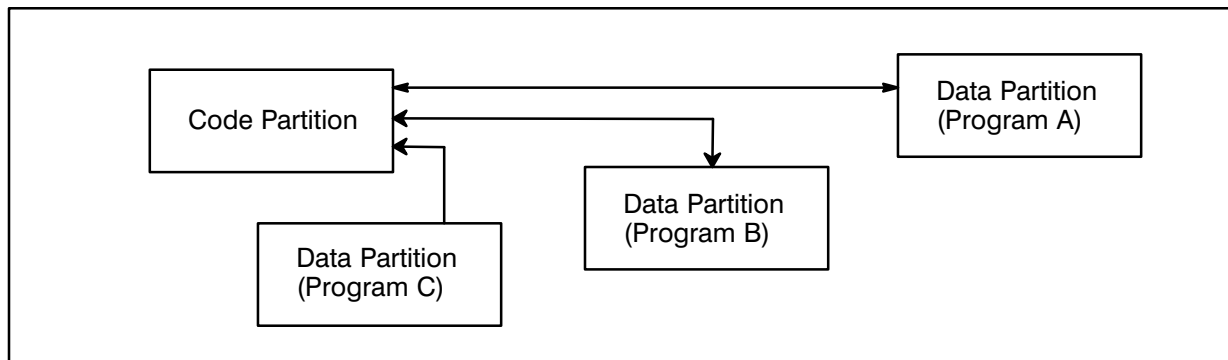 Code Partition
Data Partition
(Program A)
Data Partition
(Program B)
Data Partition
(Program C)